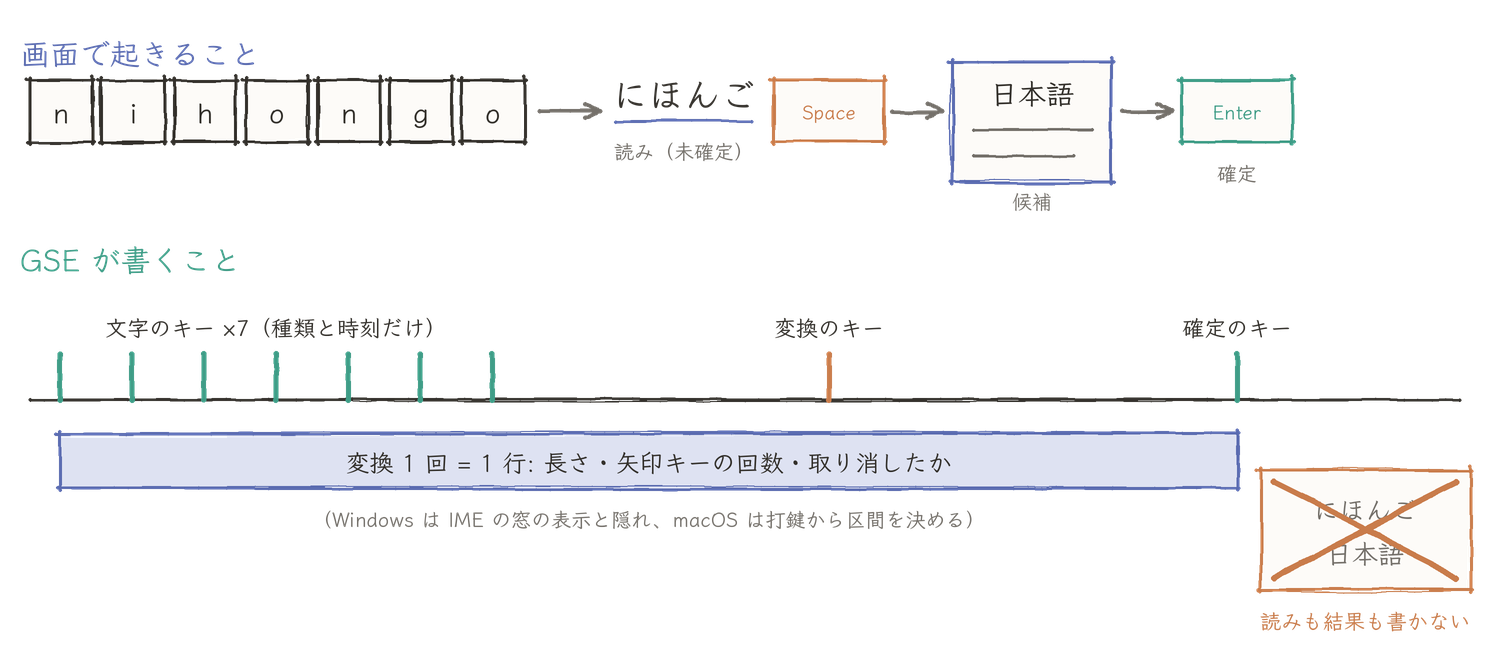 画面で起きること
n i h o n g o
にほんご
Space
日本語
Enter
読み（未確定）
候補
確定
GSE が書くこと
文字のキー ×7（種類と時刻だけ）
変換のキー
確定のキー
変換 1 回 = 1 行: 長さ・矢印キーの回数・取り消したか
（Windows は IME の窓の表示と隠れ、macOS は打鍵から区間を決める）
にほんご
日本語
読みも結果も書かない